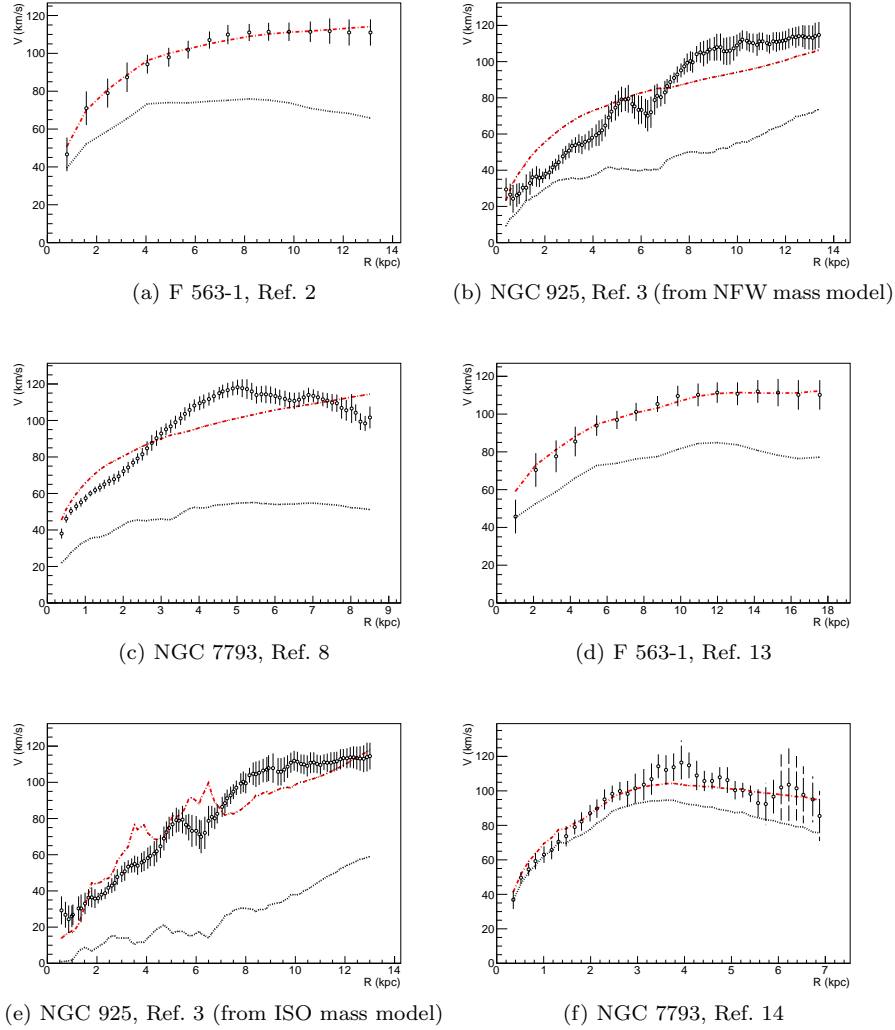 V (km/s)
120
100
80
60
40
20
0
0 2 4 6 8 10 12 14
R (kpc)
(a) F 563-1, Ref. 2
V (km/s)
120
100
80
60
40
20
0
0 2 4 6 8 10 12 14
R (kpc)
(b) NGC 925, Ref. 3 (from NFW mass model)
V (km/s)
120
100
80
60
40
20
0
0 1 2 3 4 5 6 7 8 9
R (kpc)
(c) NGC 7793, Ref. 8
V (km/s)
120
100
80
60
40
20
0
0 2 4 6 8 10 12 14 16 18
R (kpc)
(d) F 563-1, Ref. 13
V (km/s)
120
100
80
60
40
20
0
0 2 4 6 8 10 12 14
R (kpc)
(e) NGC 925, Ref. 3 (from ISO mass model)
V (km/s)
120
100
80
60
40
20
0
0 1 2 3 4 5 6 7
R (kpc)
(f) NGC 7793, Ref. 14